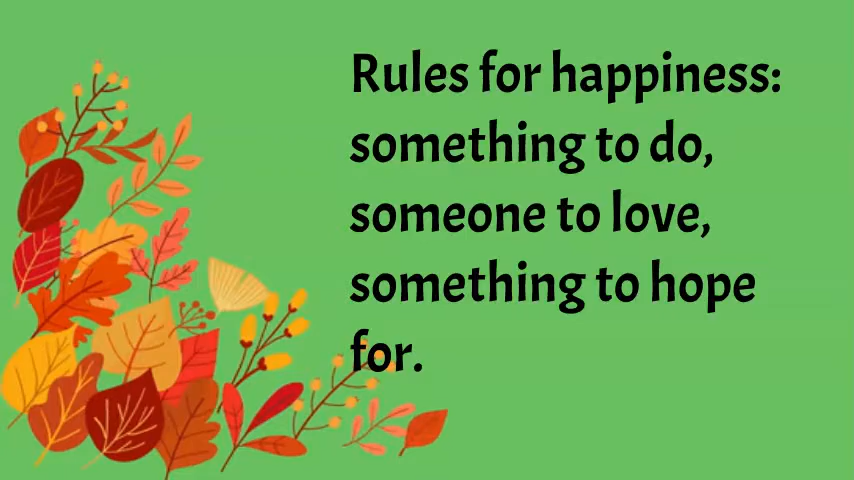 Rules for happiness:
something to do,
someone to love,
something to hope
for.